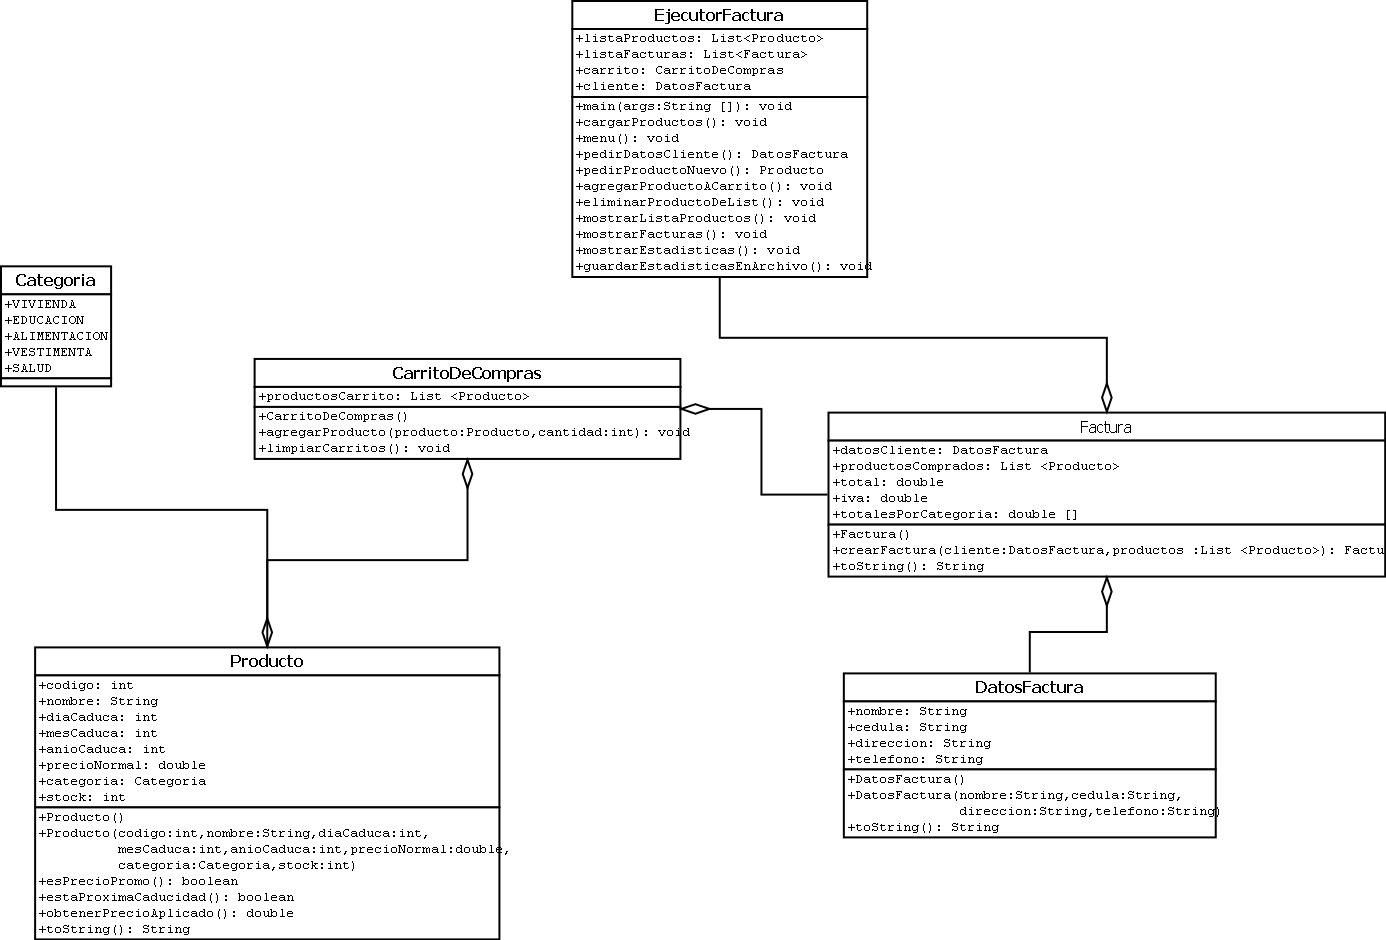 EjecutorFactura
+listaProductos: List<Producto>
+listaFacturas: List<Factura>
+carrito: CarritoDeCompras
+cliente: DatosFactura
+main(args:String []): void
+cargarProductos(): void
+menu(): void
+pedirDatosCliente(): DatosFactura
+pedirProductoNuevo(): Producto
+agregarProductoACarrito(): void
+eliminarProductoDeList(): void
+mostrarListaProductos(): void
+mostrarFacturas(): void
+mostrarEstadisticas(): void
+guardarEstadisticasEnArchivo(): void
Categoria
+VIVIENDA
+EDUCACION
+ALIMENTACION
+VESTIMENTA
+SALUD
CarritoDeCompras
+productosCarrito: List <Producto>
+CarritoDeCompras()
+agregarProducto(producto:Producto,cantidad:int): void
+limpiarCarritos(): void
Factura
+datosCliente: DatosFactura
+productosComprados: List <Producto>
+total: double
+iva: double
+totalesPorCategoria: double []
+Factura()
+crearFactura(cliente:DatosFactura,productos :List <Producto>): Factu
+toString(): String
Producto
+codigo: int
+nombre: String
+diaCaduca: int
+mesCaduca: int
+anioCaduca: int
+precioNormal: double
+categoria: Categoria
+stock: int
+Producto()
+Producto(codigo:int,nombre:String,diaCaduca:int,
mesCaduca:int,anioCaduca:int,precioNormal:double,
categoria:Categoria,stock:int)
+esPrecioPromo(): boolean
+estaProximaCaducidad(): boolean
+obtenerPrecioAplicado(): double
+toString(): String
DatosFactura
+nombre: String
+cedula: String
+direccion: String
+telefono: String
+DatosFactura()
+DatosFactura(nombre:String,cedula:String,
direccion:String,telefono:String)
+toString(): String